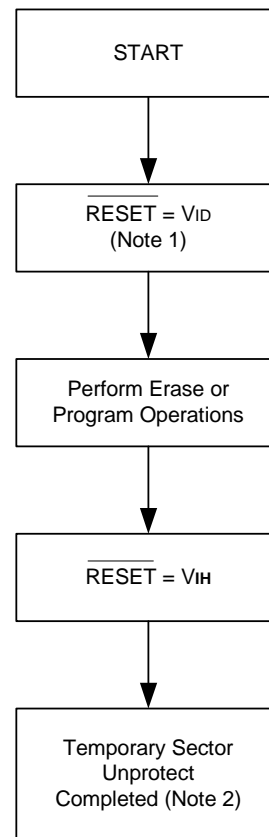 START
RESET = VID
(Note 1)
Perform Erase or
Program Operations
RESET = VIH
Temporary Sector
Unprotect
Completed (Note 2)